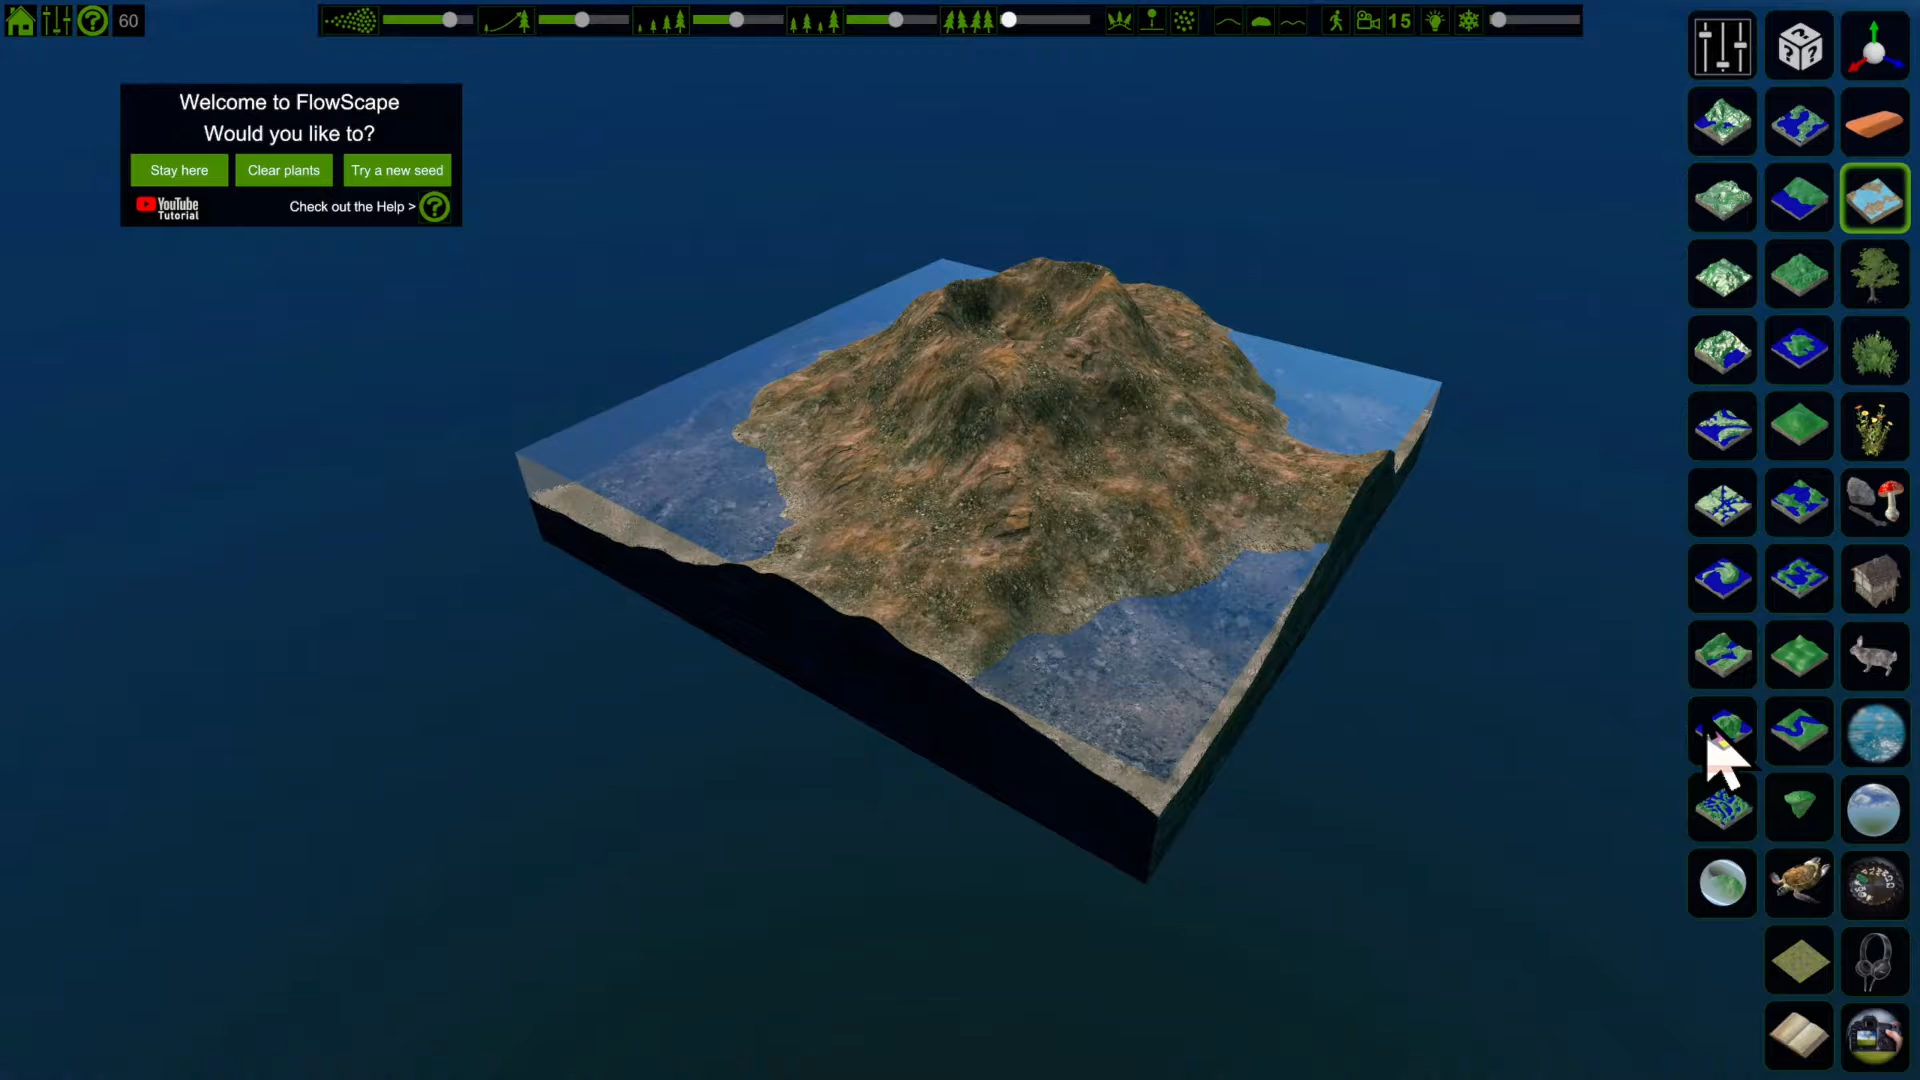 60
15
Welcome to FlowScape
Would you like to?
Stay here
Clear plants
Try a new seed
YouTube
Tutorial
Check out the Help >
?